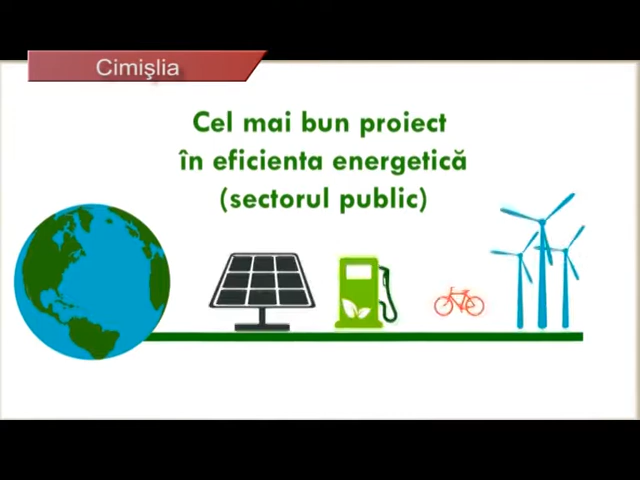 Cimişlia
Cel mai bun proiect
în eficienta energetică
(sectorul public)